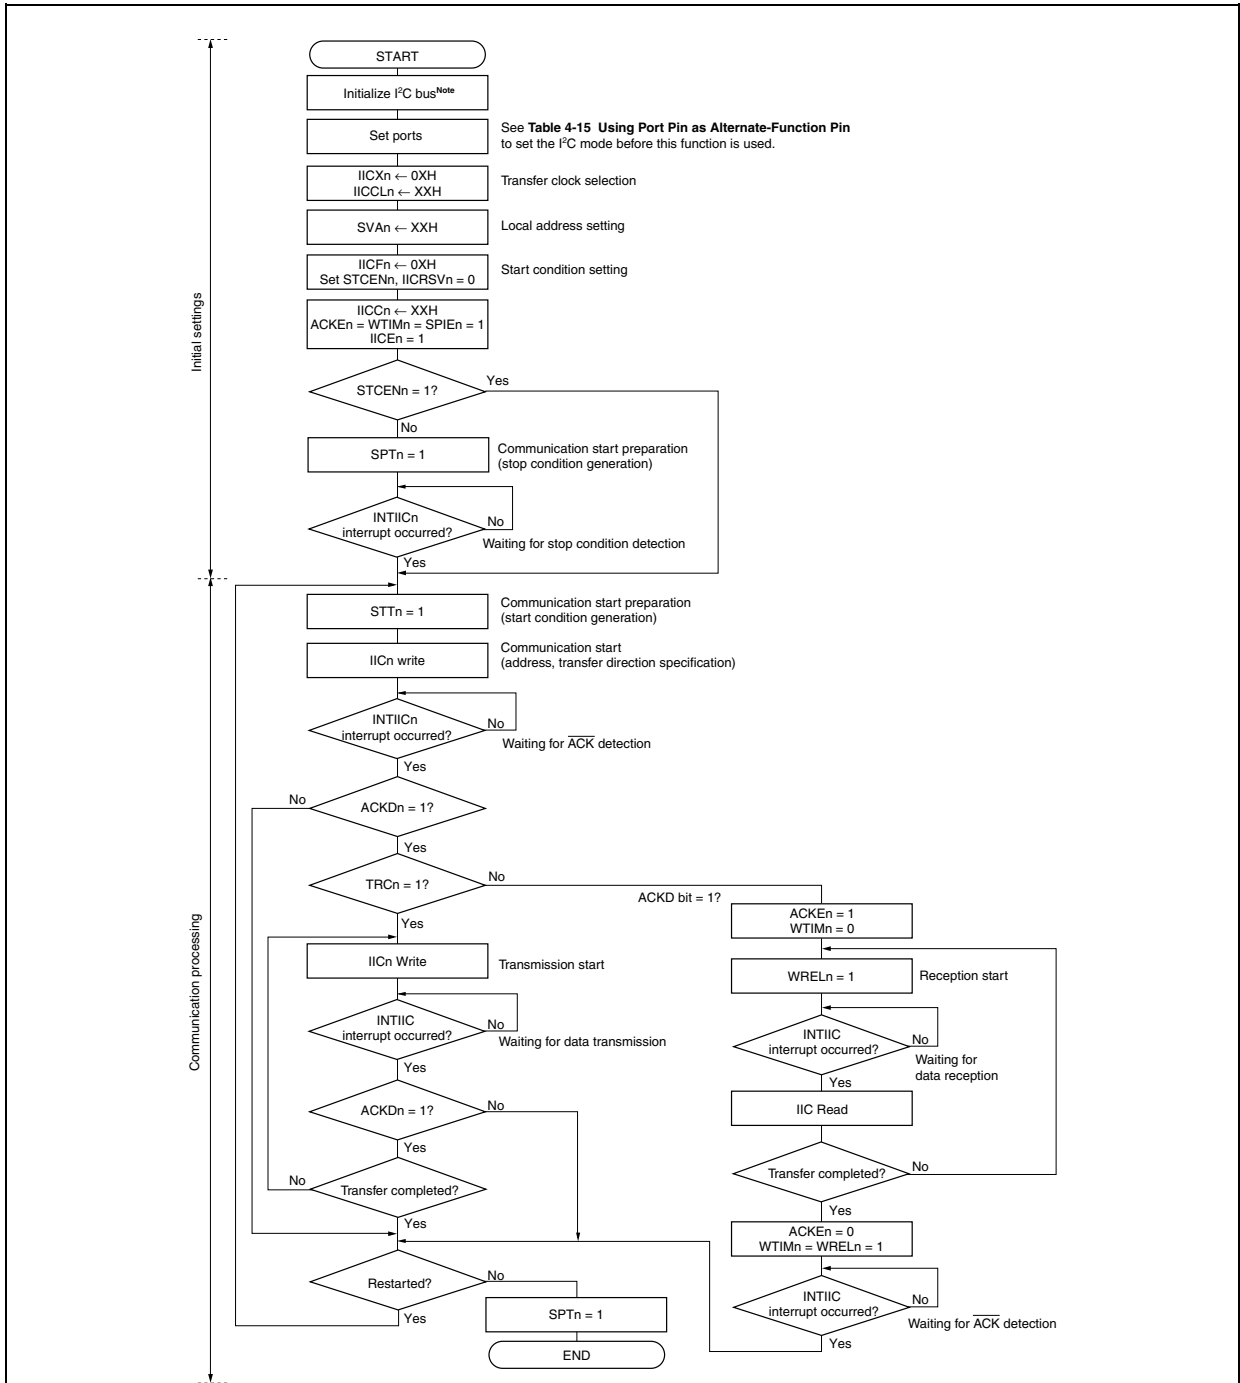 START
Initialize I²C bus^Note
Set ports
See Table 4-15 Using Port Pin as Alternate-Function Pin
to set the I²C mode before this function is used.
IICXn ← 0XH
IICCLn ← XXH
Transfer clock selection
SVAn ← XXH
Local address setting
IICFn ← 0XH
Set STCENn, IICRSVn = 0
Start condition setting
IICCn ← XXH
ACKEn = WTIMn = SPIEn = 1
IICEn = 1
Initial settings
STCENn = 1?
Yes
No
SPTn = 1
Communication start preparation
(stop condition generation)
INTIICn
interrupt occurred?
No
Waiting for stop condition detection
Yes
STTn = 1
Communication start preparation
(start condition generation)
IICn write
Communication start
(address, transfer direction specification)
INTIICn
interrupt occurred?
No
Waiting for A̅C̅K̅ detection
Yes
ACKDn = 1?
No
Yes
TRCn = 1?
No
ACKD bit = 1?
Yes
Communication processing
IICn Write
Transmission start
INTIIC
interrupt occurred?
No
Waiting for data transmission
Yes
ACKDn = 1?
No
Yes
Transfer completed?
No
Yes
Restarted?
No
Yes
SPTn = 1
END
ACKEn = 1
WTIMn = 0
WRELn = 1
Reception start
INTIIC
interrupt occurred?
No
Waiting for
data reception
Yes
IIC Read
Transfer completed?
No
Yes
ACKEn = 0
WTIMn = WRELn = 1
INTIIC
interrupt occurred?
No
Waiting for A̅C̅K̅ detection
Yes